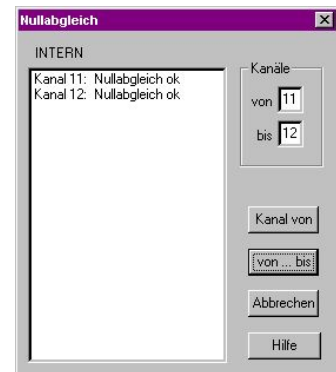 Nullabgleich
INTERN
Kanal 11: Nullabgleich ok
Kanal 12: Nullabgleich ok
Kanäle
von 11
bis 12
Kanal von
von ... bis
Abbrechen
Hilfe